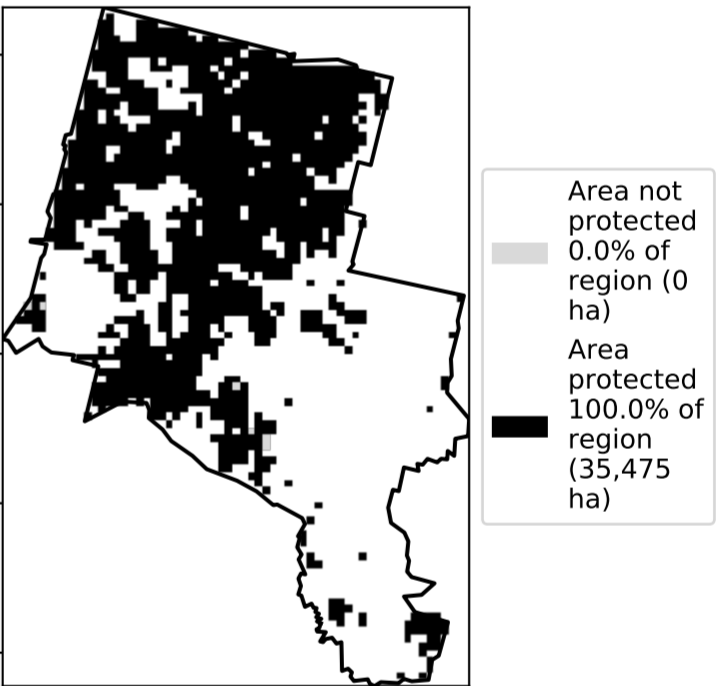 Area not
protected
0.0% of
region (0
ha)
Area
protected
100.0% of
region
(35,475
ha)